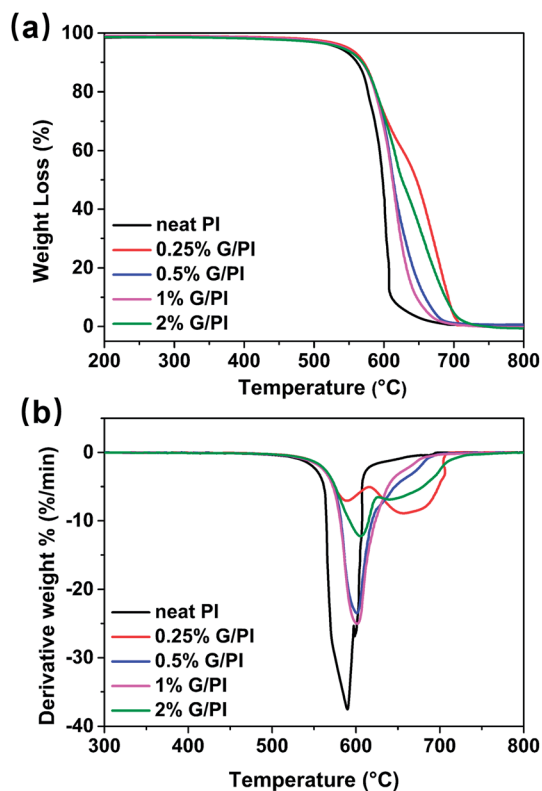 (a)
100
80
60
40
20
0
Weight Loss (%)
neat PI
0.25% G/PI
0.5% G/PI
1% G/PI
2% G/PI
200 300 400 500 600 700 800
Temperature (°C)
(b)
0
-10
-20
-30
-40
Derivative weight % (%/min)
neat PI
0.25% G/PI
0.5% G/PI
1% G/PI
2% G/PI
300 400 500 600 700 800
Temperature (°C)